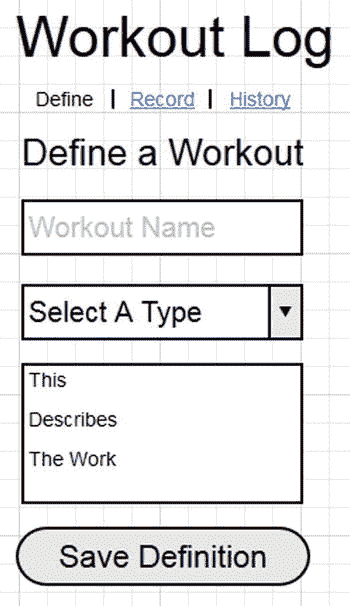 Workout Log
Define | Record | History
Define a Workout
Workout Name
Select A Type
This
Describes
The Work
Save Definition